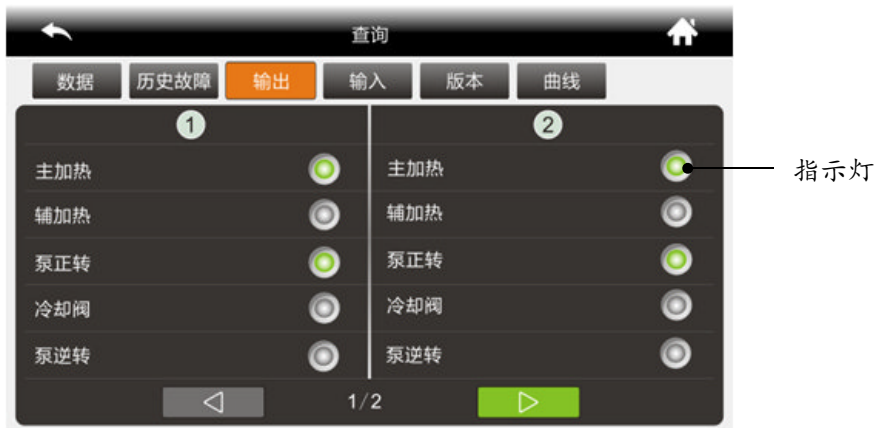 查询
数据 历史故障 输出 输入 版本 曲线
1 2
主加热 主加热 指示灯
辅加热 辅加热
泵正转 泵正转
冷却阀 冷却阀
泵逆转 泵逆转
1/2